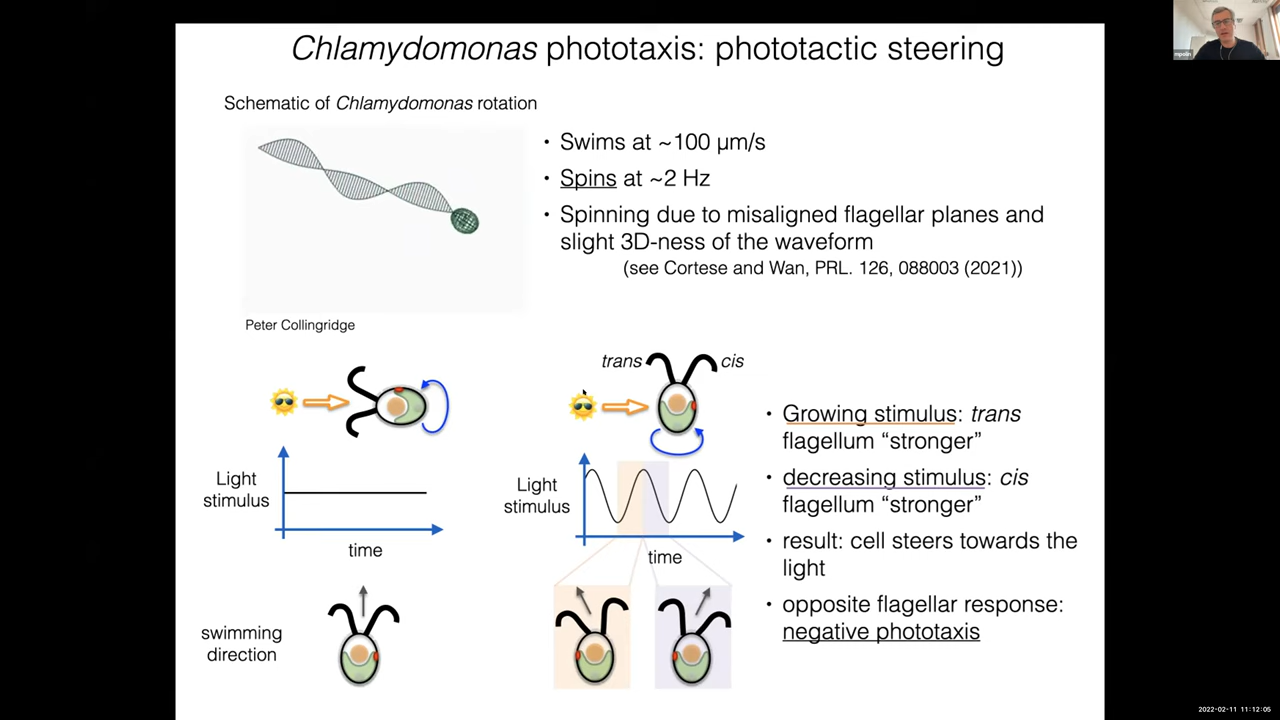 Chlamydomonas phototaxis: phototactic steering
mpolin
Schematic of Chlamydomonas rotation
• Swims at ~100 μm/s
• Spins at ~2 Hz
• Spinning due to misaligned flagellar planes and
slight 3D-ness of the waveform
(see Cortese and Wan, PRL. 126, 088003 (2021))
Peter Collingridge
trans
cis
Light
stimulus
time
swimming
direction
Light
stimulus
time
• Growing stimulus: trans
flagellum “stronger”
• decreasing stimulus: cis
flagellum “stronger”
• result: cell steers towards the
light
• opposite flagellar response:
negative phototaxis
2022-02-11 11:12:05